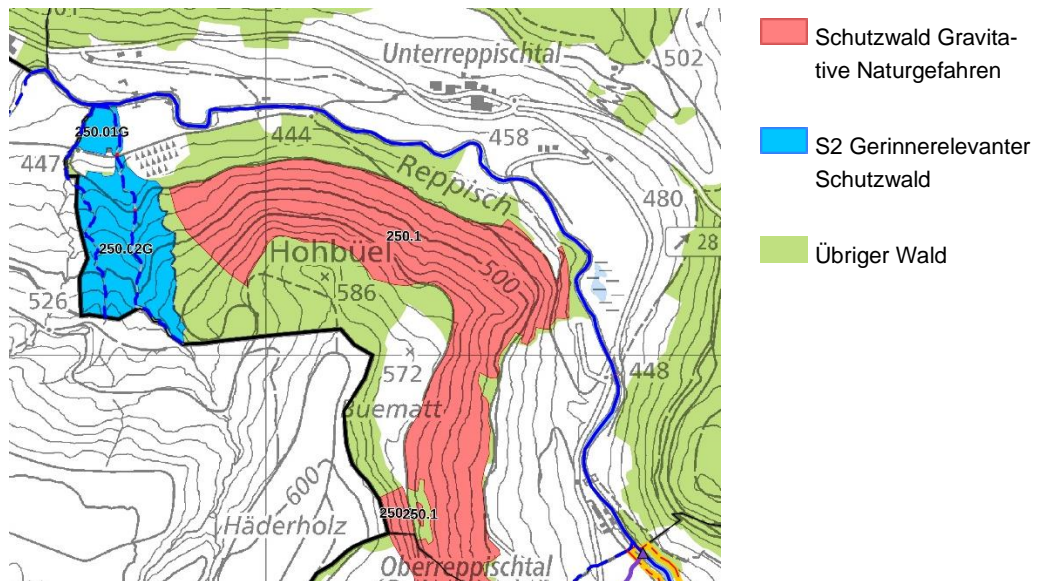 Unterreppischtal
502
250.01G
444
458
447
Reppisch
480
250.1
28
250.02G
Hohbüel
500
586
526
572
448
Buematt
600
250
250.1
Häderholz
Oberreppischtal
Schutzwald Gravita-
tive Naturgefahren
S2 Gerinnerelevanter
Schutzwald
Übriger Wald